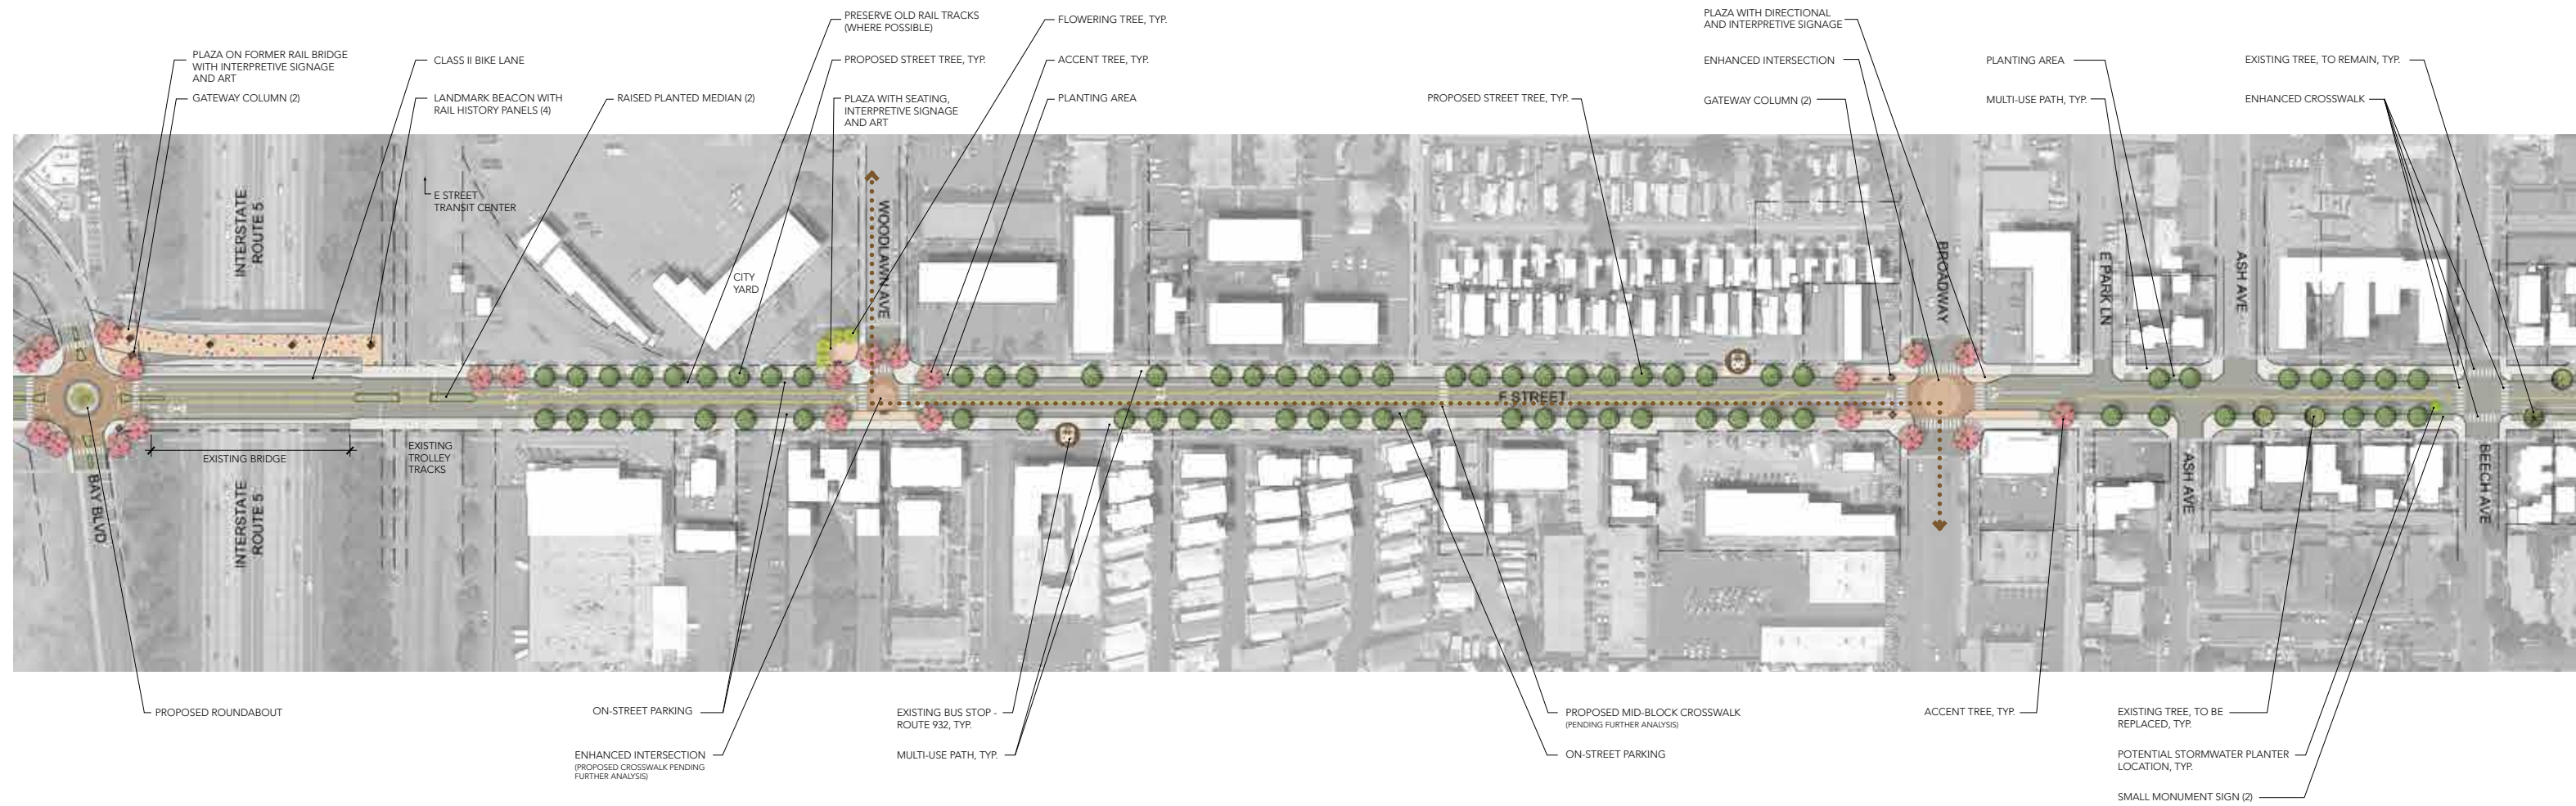 PLAZA ON FORMER RAIL BRIDGE
WITH INTERPRETIVE SIGNAGE
AND ART
GATEWAY COLUMN (2)
CLASS II BIKE LANE
LANDMARK BEACON WITH
RAIL HISTORY PANELS (4)
RAISED PLANTED MEDIAN (2)
PRESERVE OLD RAIL TRACKS
(WHERE POSSIBLE)
PROPOSED STREET TREE, TYP.
PLAZA WITH SEATING,
INTERPRETIVE SIGNAGE
AND ART
FLOWERING TREE, TYP.
ACCENT TREE, TYP.
PLANTING AREA
PROPOSED STREET TREE, TYP.
PLAZA WITH DIRECTIONAL
AND INTERPRETIVE SIGNAGE
ENHANCED INTERSECTION
GATEWAY COLUMN (2)
PLANTING AREA
MULTI-USE PATH, TYP.
EXISTING TREE, TO REMAIN, TYP.
ENHANCED CROSSWALK
INTERSTATE
ROUTE 5
E STREET
TRANSIT CENTER
CITY
YARD
WOODLAWN AVE
BROADWAY
E PARK LN
ASH AVE
F STREET
EXISTING BRIDGE
EXISTING
TROLLEY
TRACKS
BAY BLVD
INTERSTATE
ROUTE 5
ASH AVE
BEECH AVE
PROPOSED ROUNDABOUT
ON-STREET PARKING
ENHANCED INTERSECTION
(PROPOSED CROSSWALK PENDING
FURTHER ANALYSIS)
EXISTING BUS STOP -
ROUTE 932, TYP.
MULTI-USE PATH, TYP.
PROPOSED MID-BLOCK CROSSWALK
(PENDING FURTHER ANALYSIS)
ON-STREET PARKING
ACCENT TREE, TYP.
EXISTING TREE, TO BE
REPLACED, TYP.
POTENTIAL STORMWATER PLANTER
LOCATION, TYP.
SMALL MONUMENT SIGN (2)